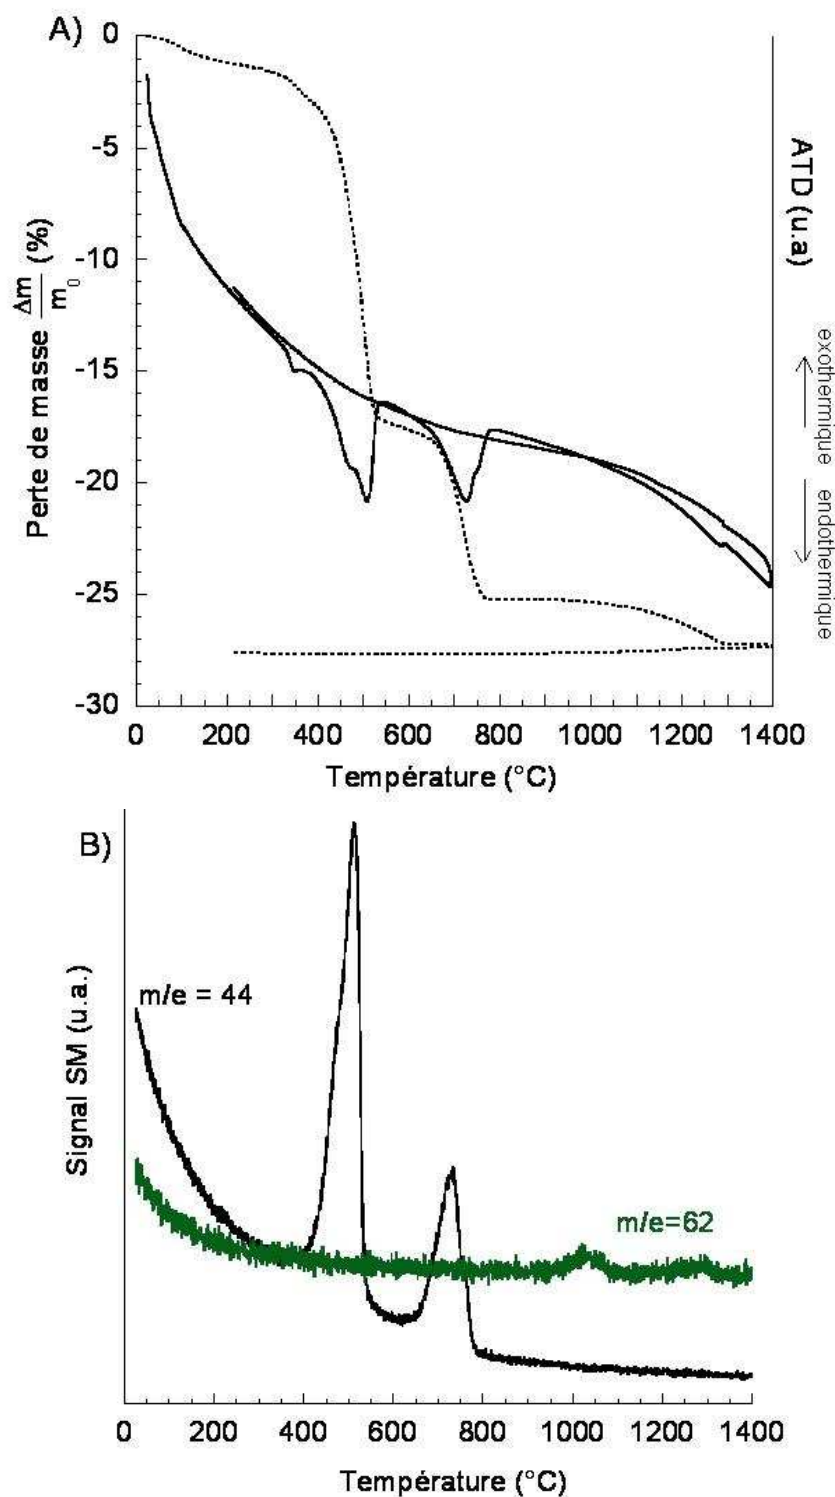 A)
0
-5
-10
-15
-20
-25
-30
Perte de masse Δm/m₀ (%)
ATD (u.a)
exothermique
endothermique
0 200 400 600 800 1000 1200 1400
Température (°C)
B)
m/e = 44
m/e=62
Signal SM (u.a.)
0 200 400 600 800 1000 1200 1400
Température (°C)